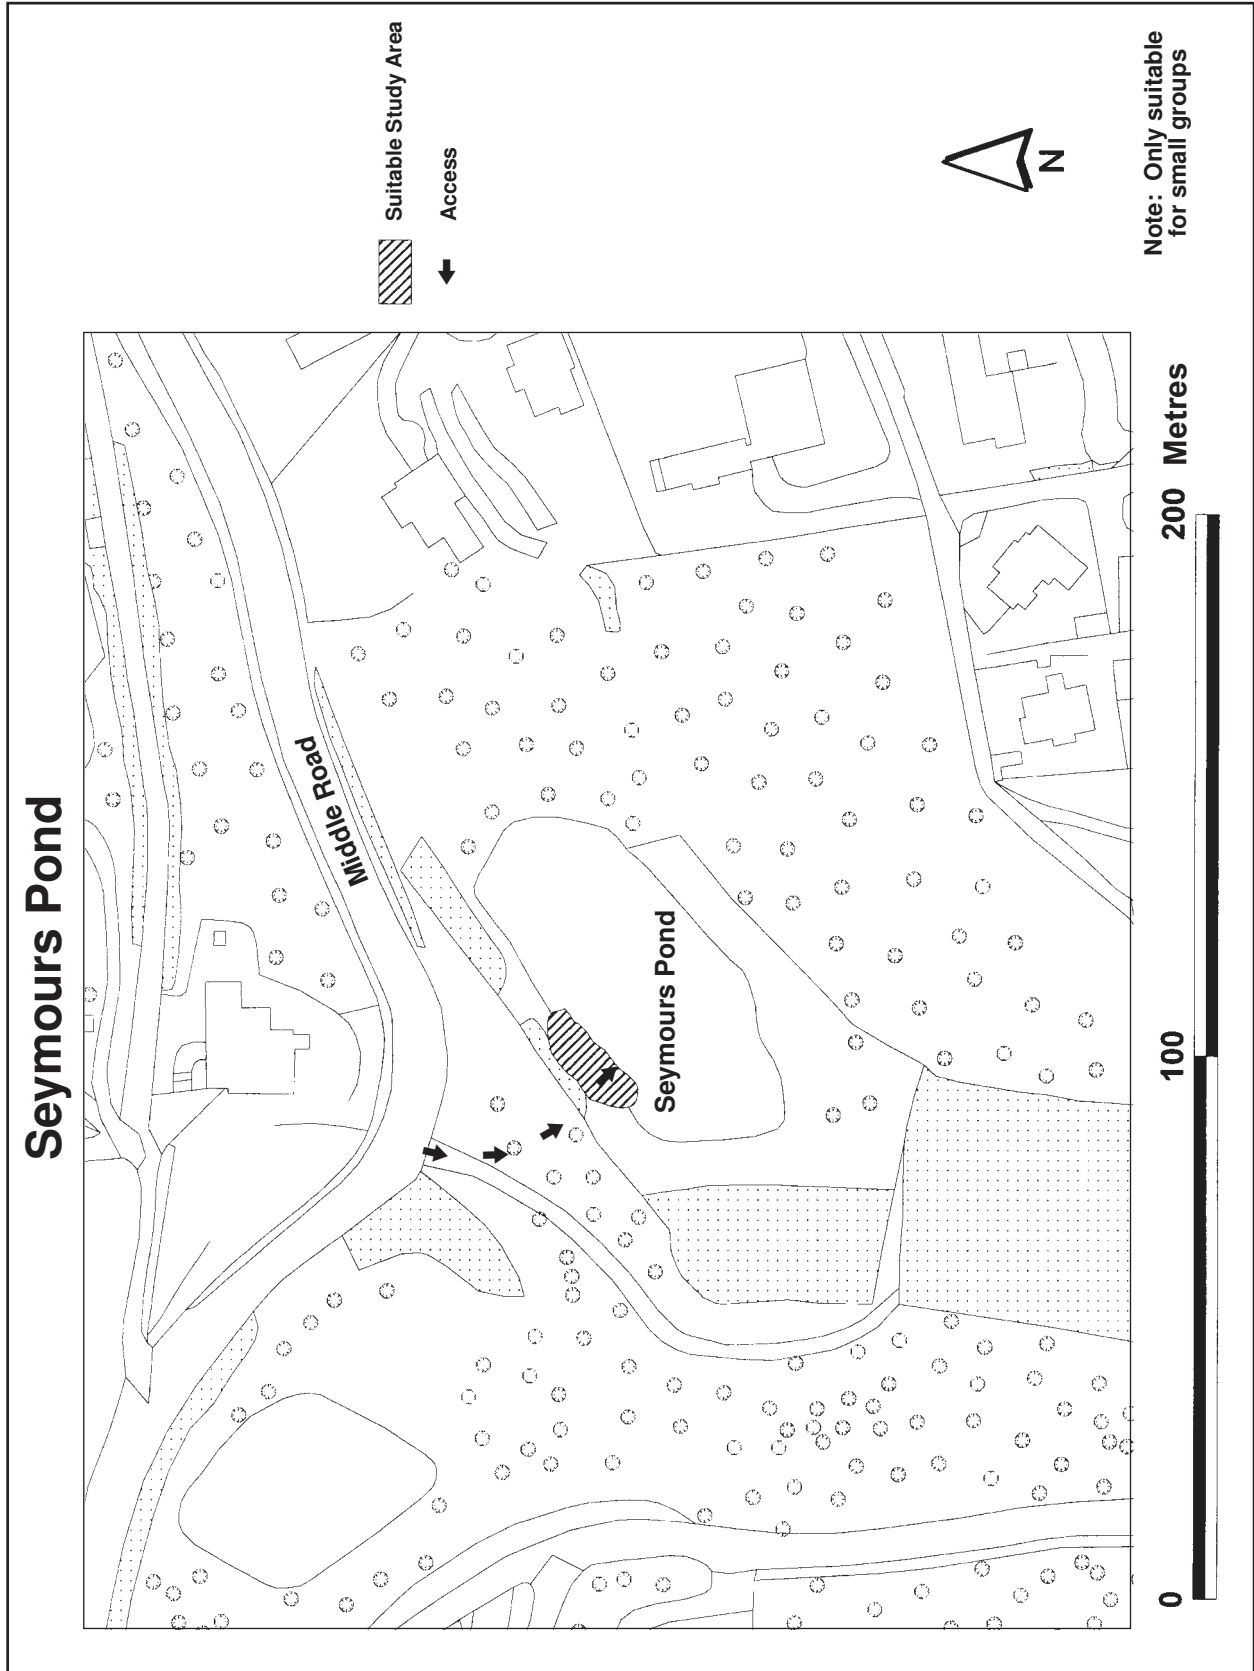 Seymours Pond
Middle Road
Seymours Pond
Suitable Study Area
Access
N
Note: Only suitable
for small groups
0
100
200 Metres